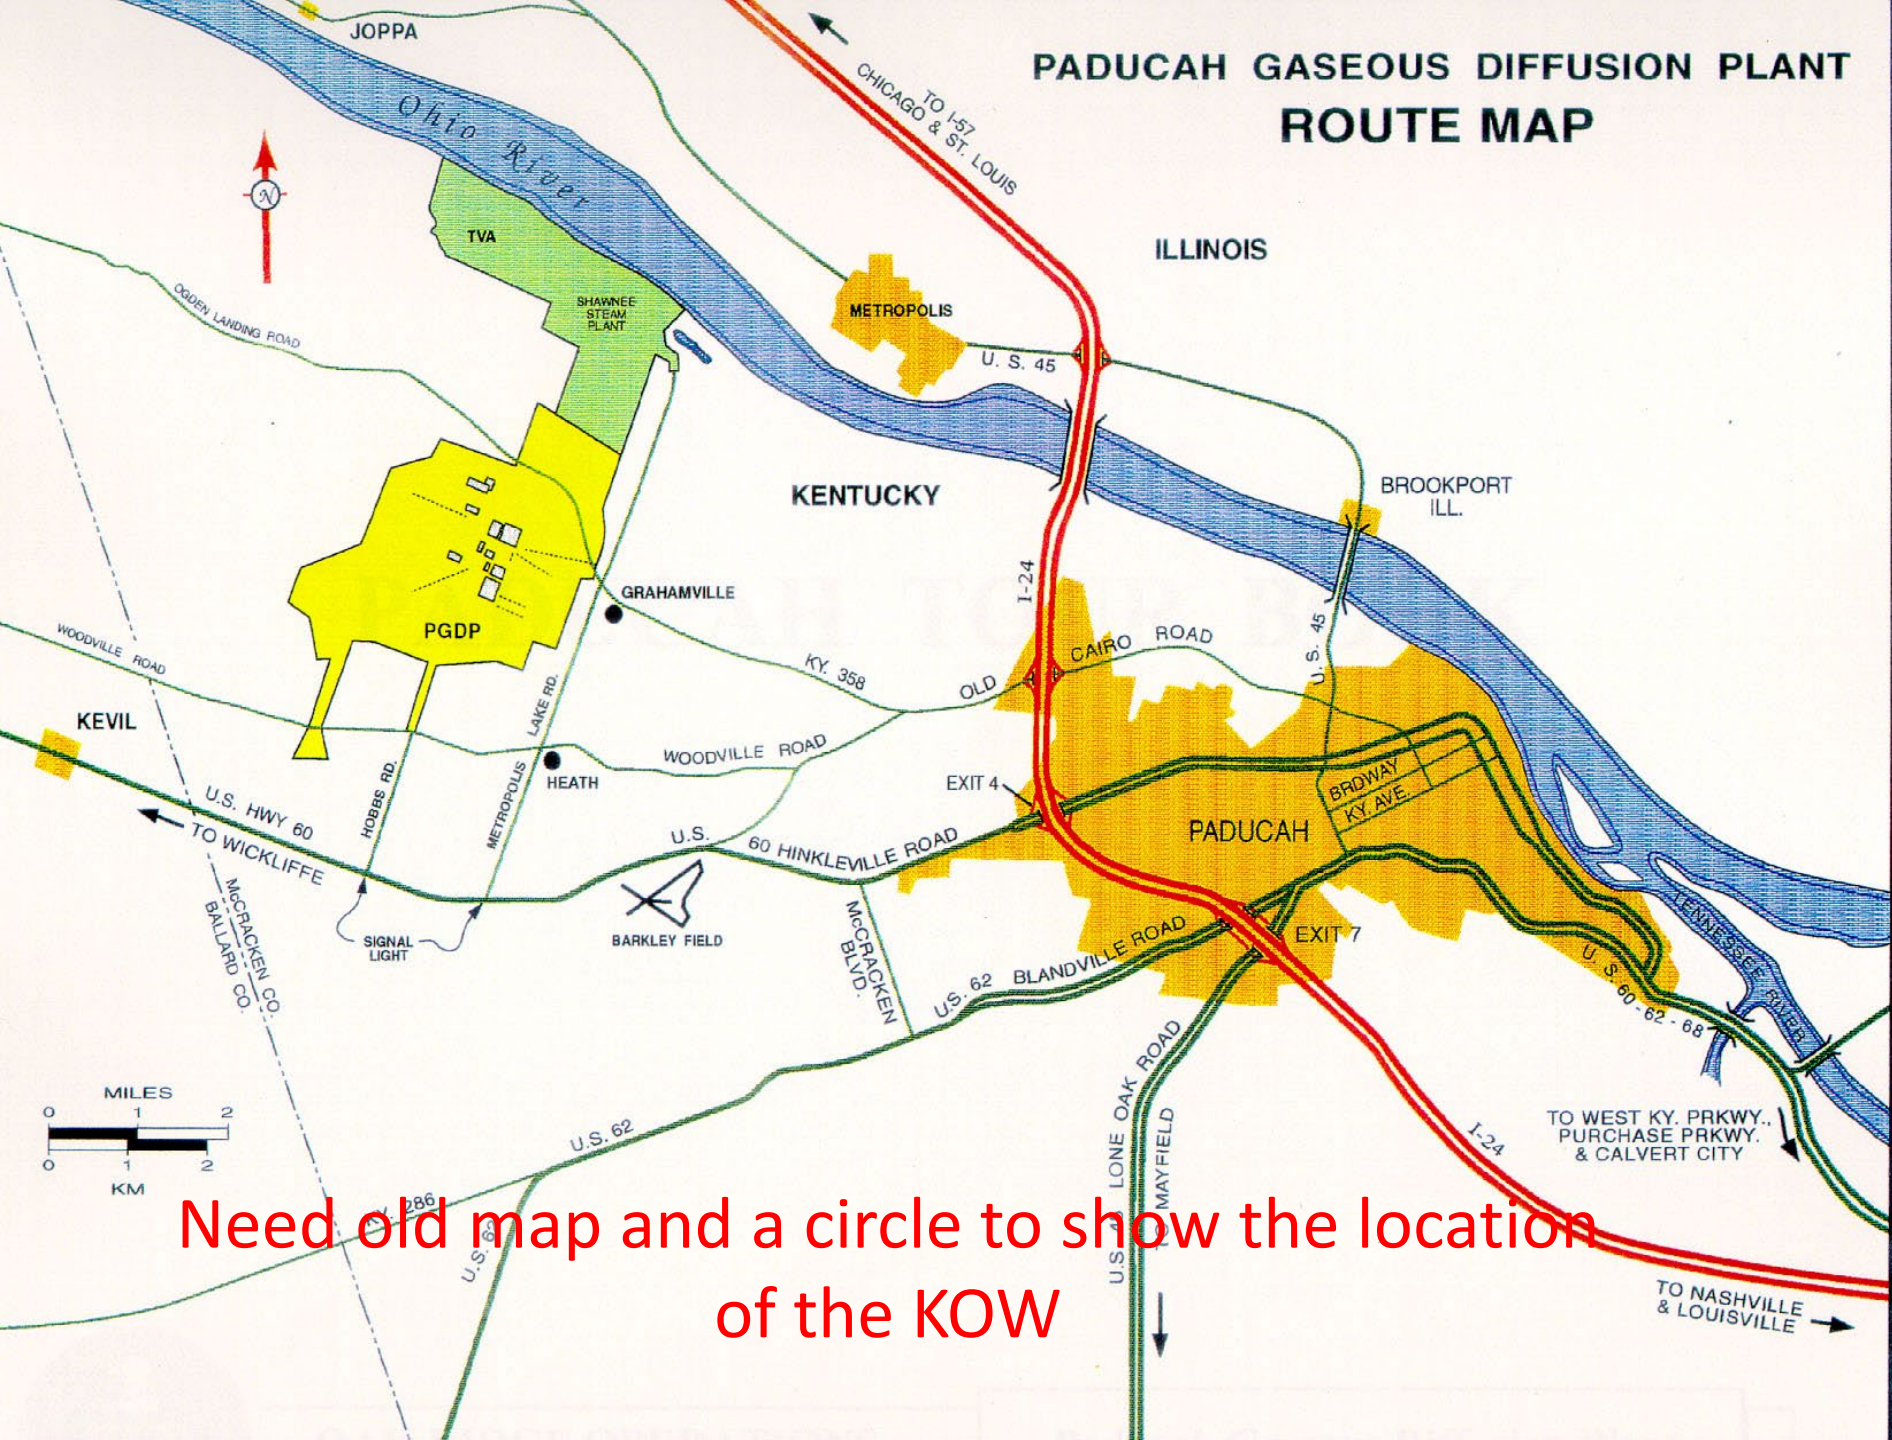 PADUCAH GASEOUS DIFFUSION PLANT
ROUTE MAP
JOPPA
Ohio River
TO I-57
CHICAGO & ST. LOUIS
N
ILLINOIS
TVA
SHAWNEE
STEAM
PLANT
METROPOLIS
U. S. 45
OGDEN LANDING ROAD
KENTUCKY
BROOKPORT
ILL.
I-24
GRAHAMVILLE
PGDP
U. S. 45
OLD CAIRO ROAD
KY. 358
WOODVILLE ROAD
KEVIL
METROPOLIS LAKE RD.
HOBBS RD.
HEATH
WOODVILLE ROAD
EXIT 4
BRDWAY
KY. AVE.
PADUCAH
U.S. HWY 60
TO WICKLIFFE
U.S. 60 HINKLEVILLE ROAD
McCRACKEN CO.
BALLARD CO.
SIGNAL
LIGHT
BARKLEY FIELD
McCRACKEN
BLVD.
U.S. 62 BLANDVILLE ROAD
EXIT 7
TENNESSEE RIVER
U. S. 60 - 62 - 68
MILES
0 1 2
0 1 2
KM
U.S. 62
KY. 286
U.S. 62
U.S. 45 LONE OAK ROAD
TO MAYFIELD
I-24
TO WEST KY. PRKWY.,
PURCHASE PRKWY.
& CALVERT CITY
TO NASHVILLE
& LOUISVILLE
Need old map and a circle to show the location
of the KOW